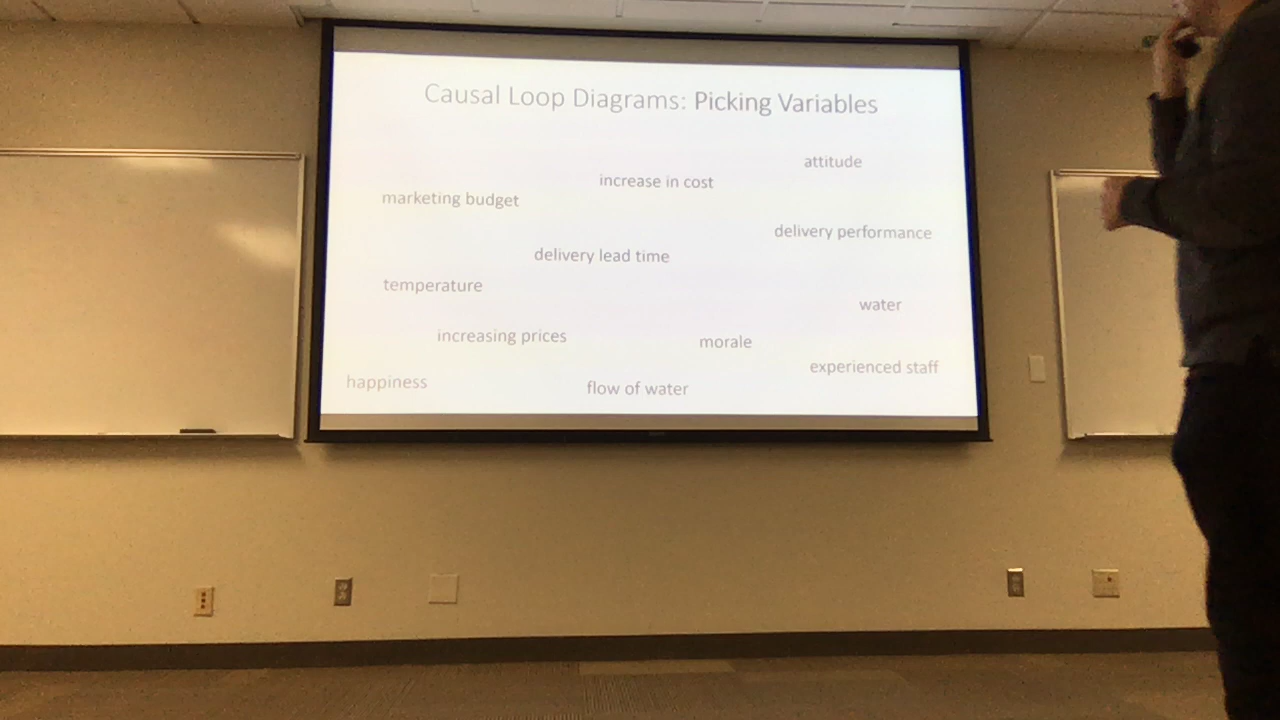 Causal Loop Diagrams: Picking Variables
attitude
increase in cost
marketing budget
delivery performance
delivery lead time
temperature
water
increasing prices
morale
experienced staff
happiness
flow of water